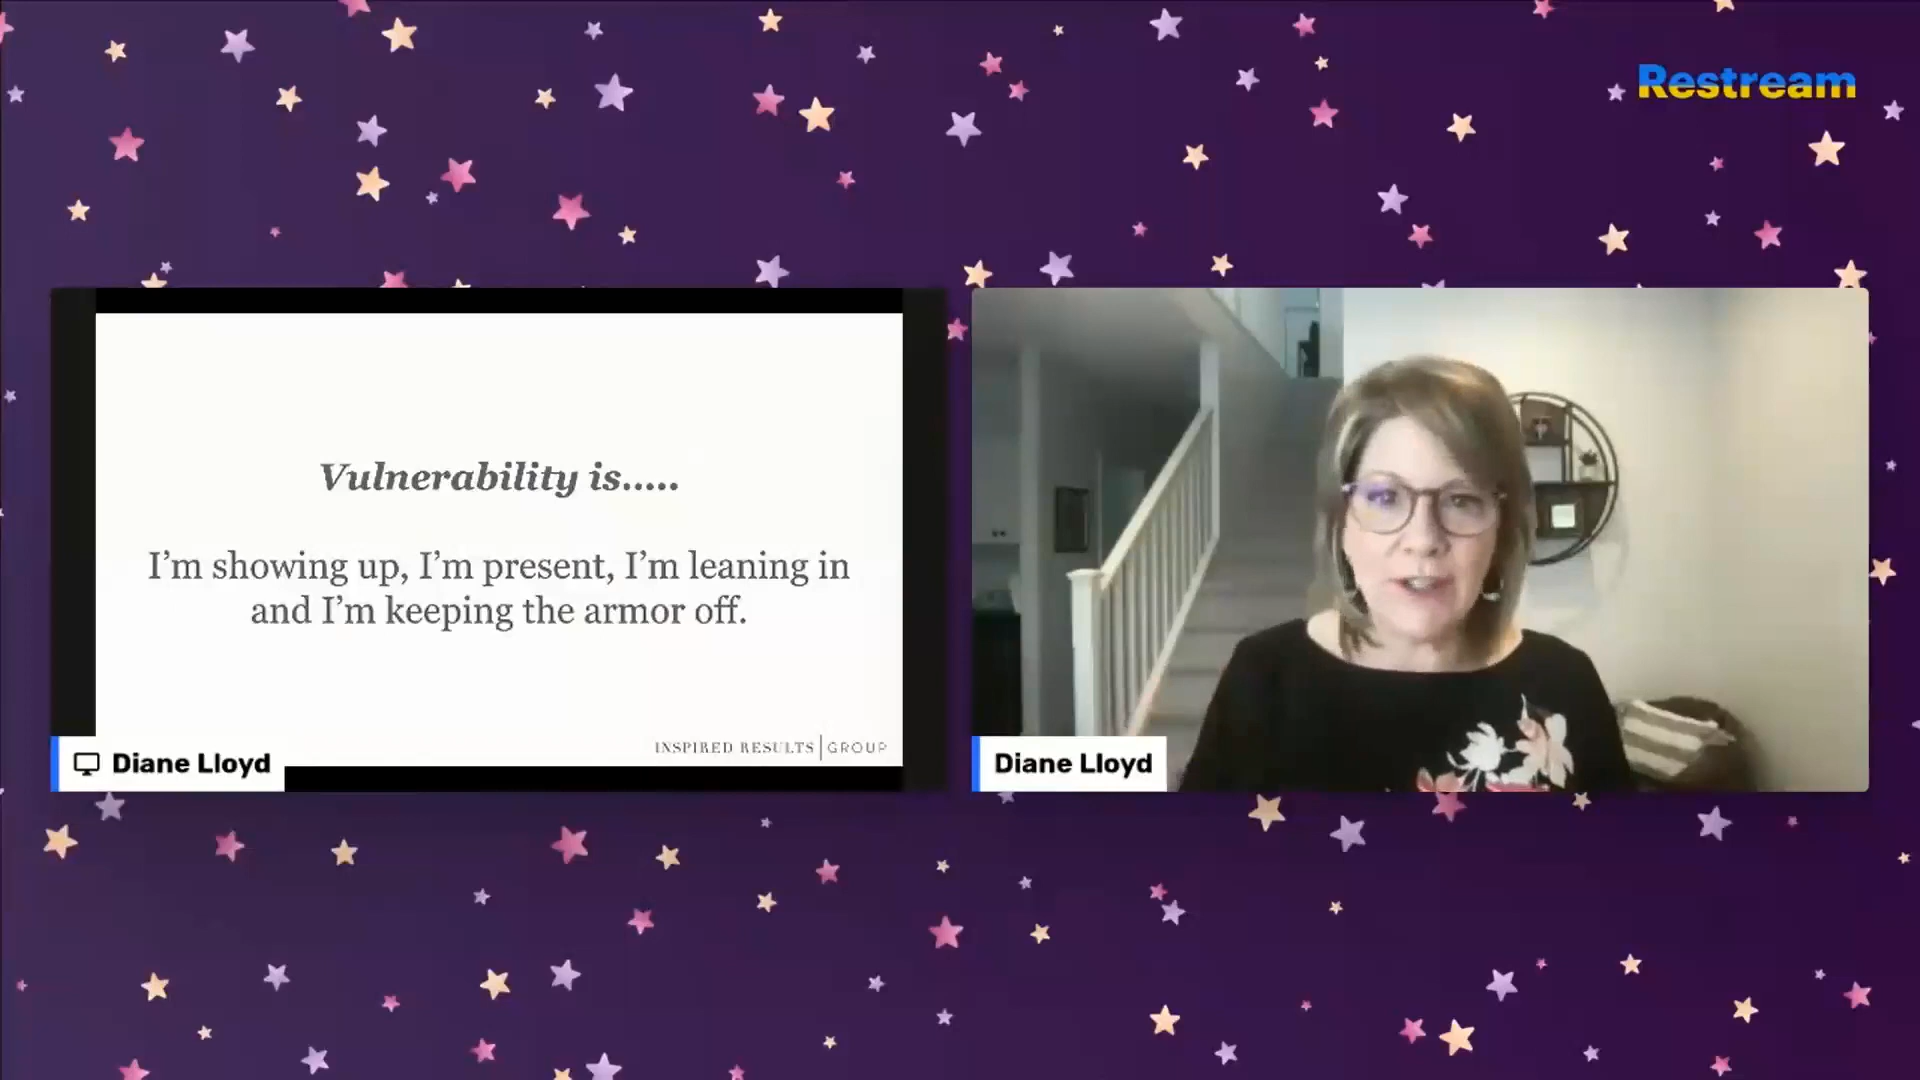 Restream
Vulnerability is.....
I'm showing up, I'm present, I'm leaning in
and I'm keeping the armor off.
INSPIRED RESULTS | GROUP
Diane Lloyd
Diane Lloyd